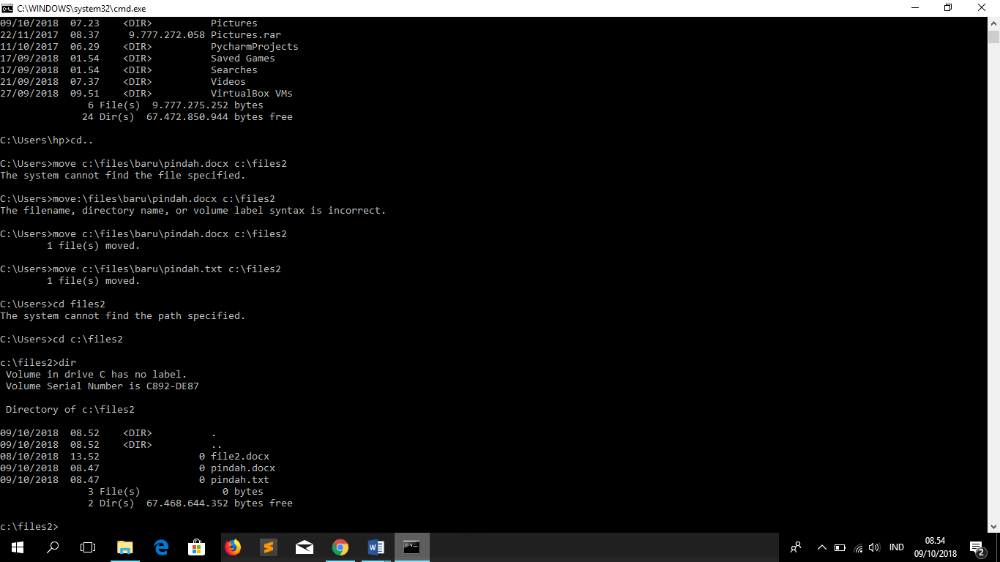 C:\WINDOWS\system32\cmd.exe
09/10/2018  07.23    <DIR>          Pictures
22/11/2017  08.37     9.777.272.058 Pictures.rar
11/10/2017  06.29    <DIR>          PycharmProjects
17/09/2018  01.54    <DIR>          Saved Games
17/09/2018  01.54    <DIR>          Searches
21/09/2018  07.37    <DIR>          Videos
27/09/2018  09.51    <DIR>          VirtualBox VMs
               6 File(s)  9.777.275.252 bytes
              24 Dir(s)  67.472.850.944 bytes free
C:\Users\hp>cd..
C:\Users>move c:\files\baru\pindah.docx c:\files2
The system cannot find the file specified.
C:\Users>move:\files\baru\pindah.docx c:\files2
The filename, directory name, or volume label syntax is incorrect.
C:\Users>move c:\files\baru\pindah.docx c:\files2
        1 file(s) moved.
C:\Users>move c:\files\baru\pindah.txt c:\files2
        1 file(s) moved.
C:\Users>cd files2
The system cannot find the path specified.
C:\Users>cd c:\files2
c:\files2>dir
 Volume in drive C has no label.
 Volume Serial Number is C892-DE87
 Directory of c:\files2
09/10/2018  08.52    <DIR>          .
09/10/2018  08.52    <DIR>          ..
08/10/2018  13.52                 0 file2.docx
09/10/2018  08.47                 0 pindah.docx
09/10/2018  08.47                 0 pindah.txt
               3 File(s)              0 bytes
               2 Dir(s)  67.468.644.352 bytes free
c:\files2>
IND
08.54
09/10/2018
2